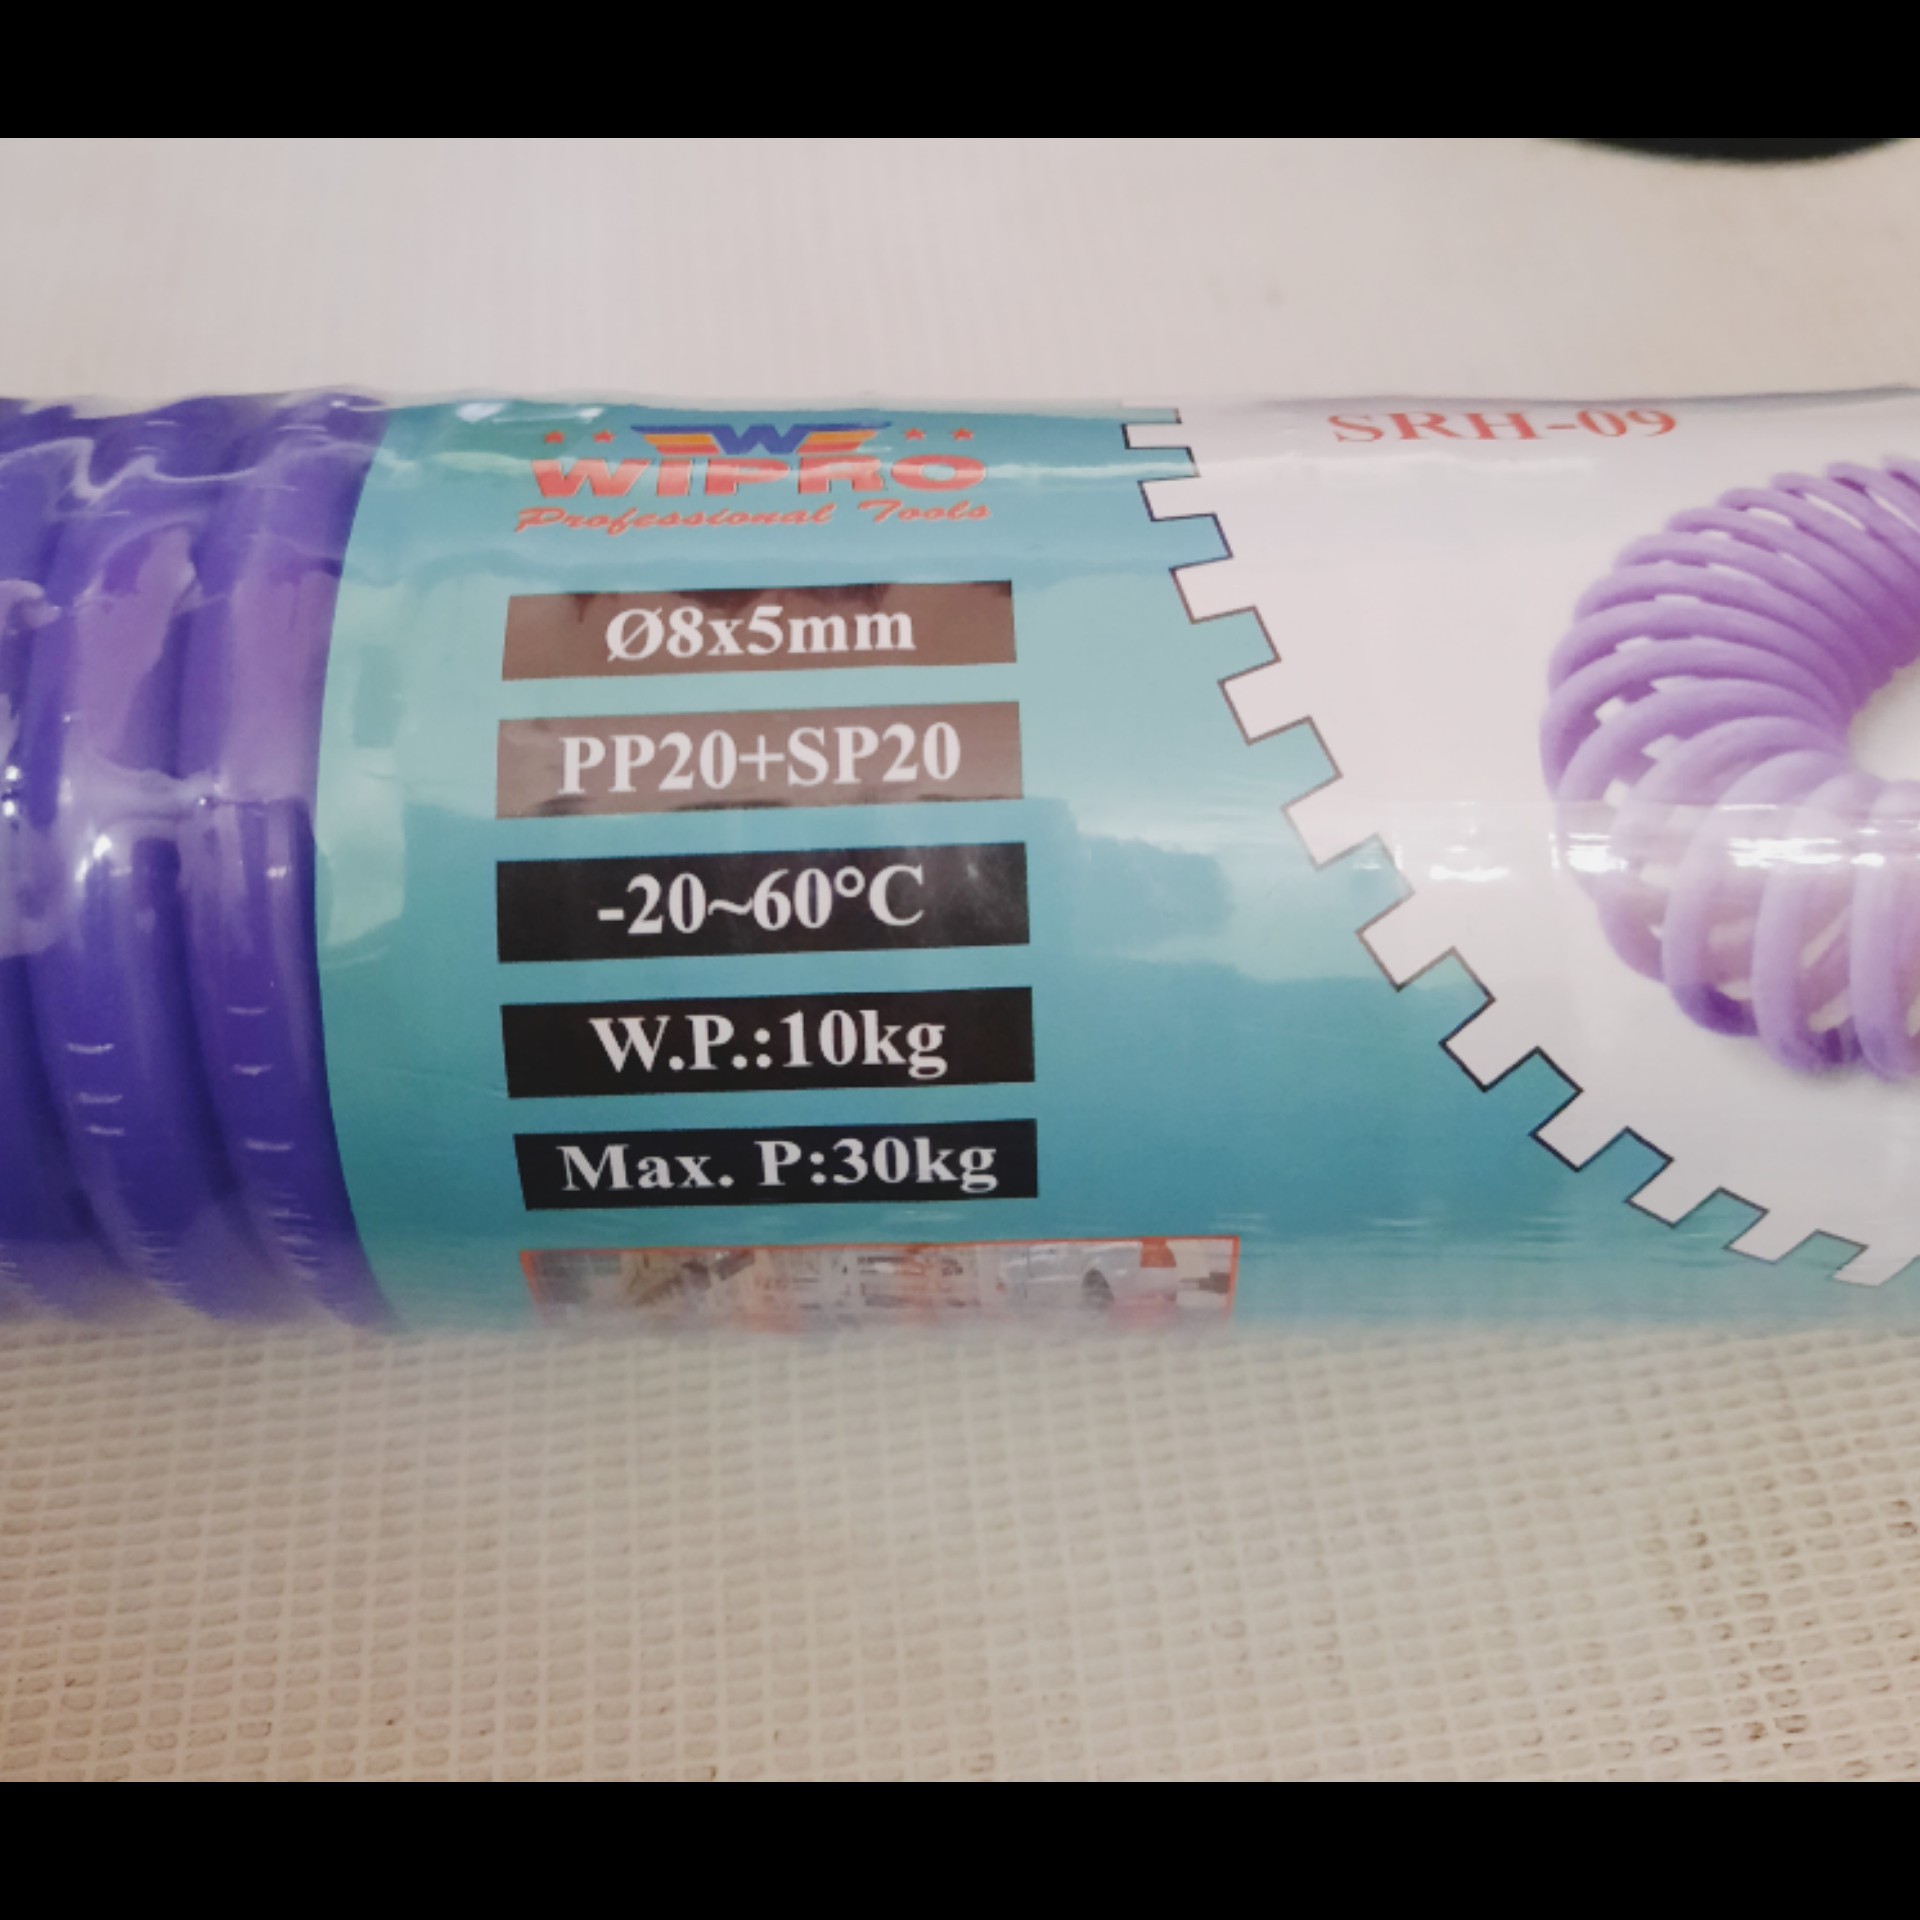 SRH-09
W
WIPRO
Professional Tools
Ø8x5mm
PP20+SP20
-20~60°C
W.P.:10kg
Max. P:30kg